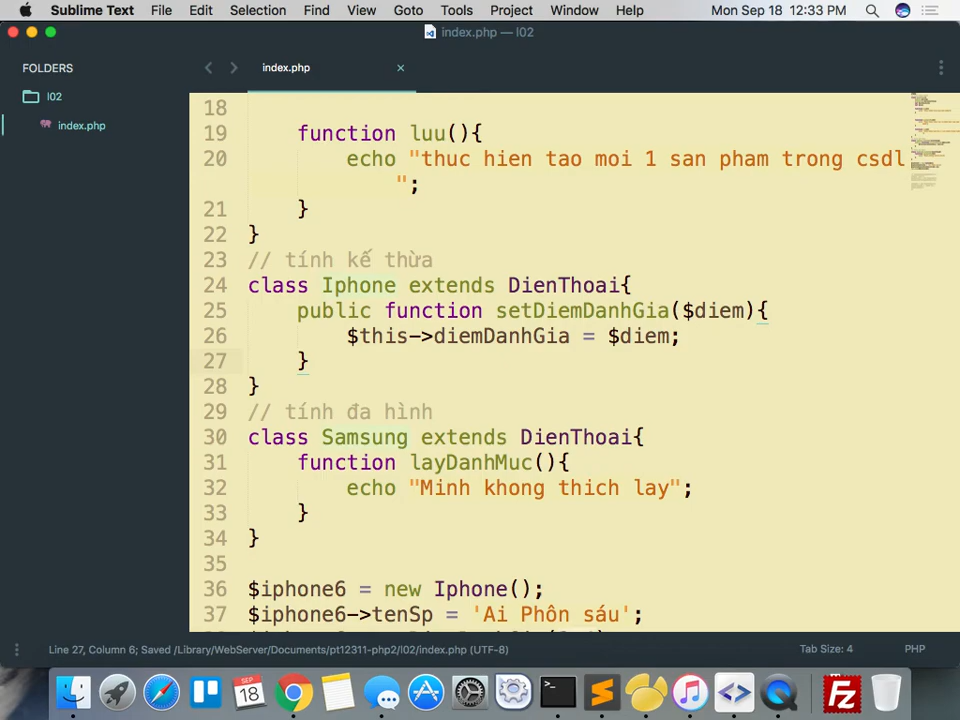 Sublime Text File Edit Selection Find View Goto Tools Project Window Help Mon Sep 18 12:33 PM
index.php — l02
FOLDERS
index.php ×
l02
index.php
18
19 function luu(){
20 echo "thuc hien tao moi 1 san pham trong csdl
";
21 }
22 }
23 // tính kế thừa
24 class Iphone extends DienThoai{
25 public function setDiemDanhGia($diem){
26 $this->diemDanhGia = $diem;
27 }
28 }
29 // tính đa hình
30 class Samsung extends DienThoai{
31 function layDanhMuc(){
32 echo "Minh khong thich lay";
33 }
34 }
35
36 $iphone6 = new Iphone();
37 $iphone6->tenSp = 'Ai Phôn sáu';
Line 27, Column 6; Saved /Library/WebServer/Documents/pt12311-php2/l02/index.php (UTF-8) Tab Size: 4 PHP
SEP
18
Fz